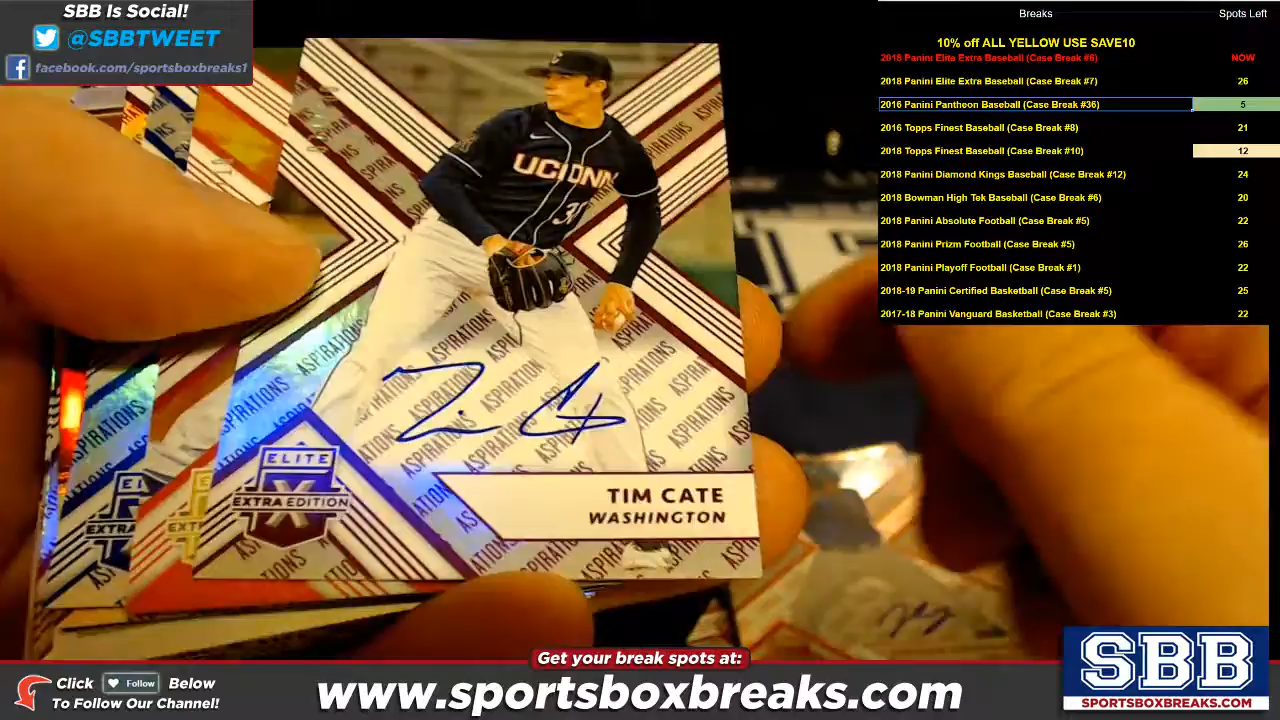 SBB Is Social!
@SBBTWEET
facebook.com/sportsboxbreaks1
Breaks Spots Left
10% off ALL YELLOW USE SAVE10
2018 Panini Elite Extra Baseball (Case Break #6) NOW
2018 Panini Elite Extra Baseball (Case Break #7) 26
2016 Panini Pantheon Baseball (Case Break #36) 5
2016 Topps Finest Baseball (Case Break #8) 21
2018 Topps Finest Baseball (Case Break #10) 12
2018 Panini Diamond Kings Baseball (Case Break #12) 24
2018 Bowman High Tek Baseball (Case Break #6) 20
2018 Panini Absolute Football (Case Break #5) 22
2018 Panini Prizm Football (Case Break #5) 26
2018 Panini Playoff Football (Case Break #1) 22
2018-19 Panini Certified Basketball (Case Break #5) 25
2017-18 Panini Vanguard Basketball (Case Break #3) 22
UCONN
ASPIRATIONS
ELITE
X
EXTRA EDITION
TIM CATE
WASHINGTON
Get your break spots at:
www.sportsboxbreaks.com
Click Follow Below
To Follow Our Channel!
SBB
SPORTSBOXBREAKS.COM